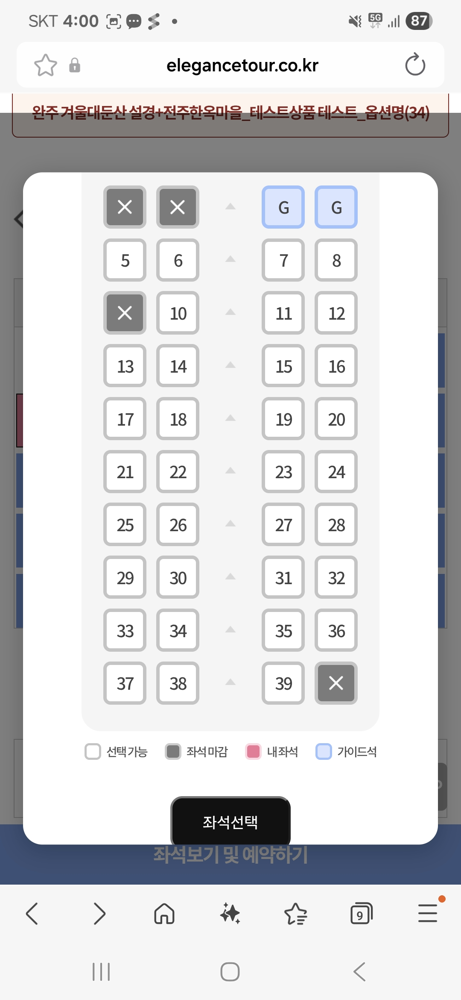 SKT 4:00 5G 87
elegancetour.co.kr
완주 겨울대둔산 설경+전주한옥마을_테스트상품 테스트_옵션명(34)
G G
5 6 7 8
10 11 12
13 14 15 16
17 18 19 20
21 22 23 24
25 26 27 28
29 30 31 32
33 34 35 36
37 38 39
선택 가능 좌석 마감 내 좌석 가이드석
좌석선택
좌석보기 및 예약하기
9